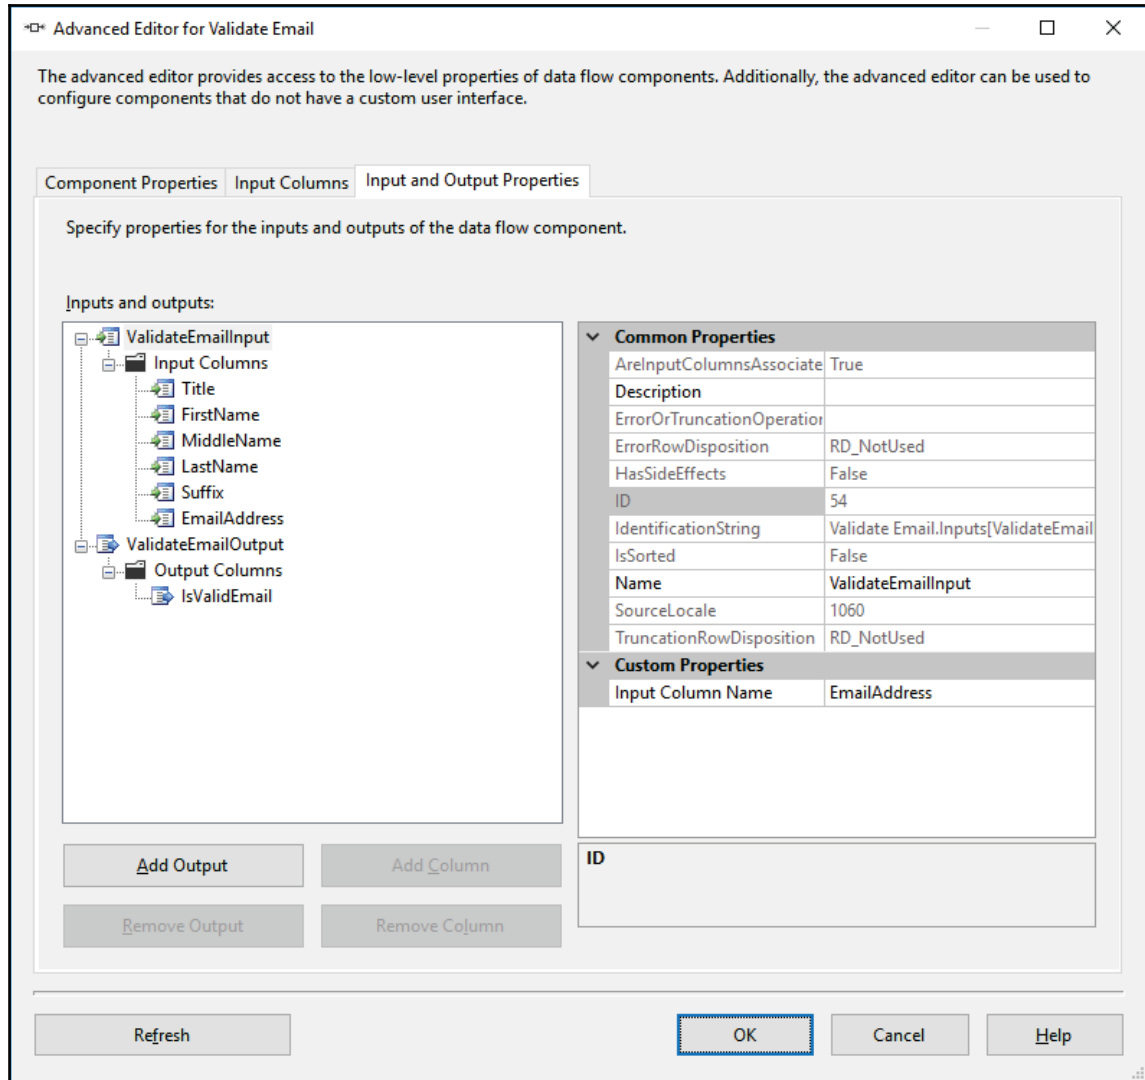 Advanced Editor for Validate Email
The advanced editor provides access to the low-level properties of data flow components. Additionally, the advanced editor can be used to
configure components that do not have a custom user interface.
Component Properties Input Columns Input and Output Properties
Specify properties for the inputs and outputs of the data flow component.
Inputs and outputs:
ValidateEmailInput
Input Columns
Title
FirstName
MiddleName
LastName
Suffix
EmailAddress
ValidateEmailOutput
Output Columns
IsValidEmail
Common Properties
AreInputColumnsAssociate True
Description
ErrorOrTruncationOperation
ErrorRowDisposition RD_NotUsed
HasSideEffects False
ID 54
IdentificationString Validate Email.Inputs[ValidateEmail
IsSorted False
Name ValidateEmailInput
SourceLocale 1060
TruncationRowDisposition RD_NotUsed
Custom Properties
Input Column Name EmailAddress
Add Output Add Column
Remove Output Remove Column
ID
Refresh OK Cancel Help